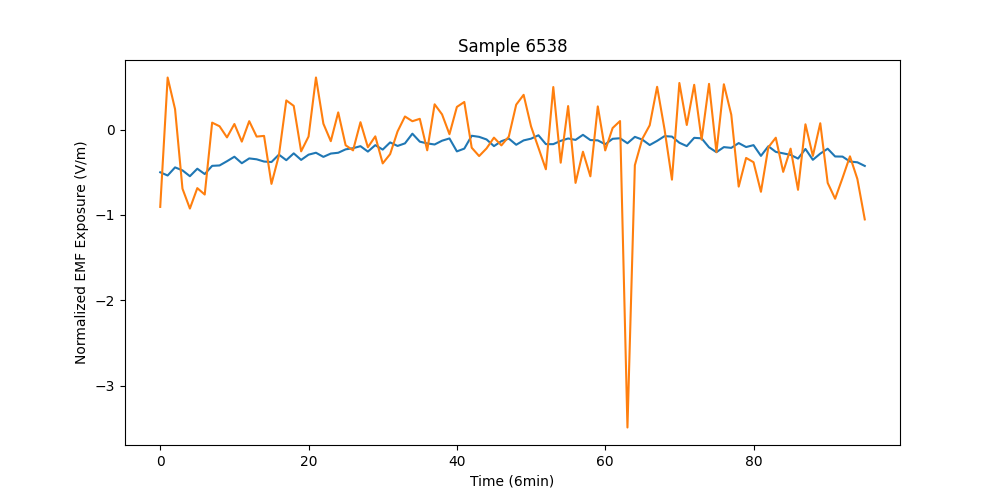 Sample 6538
Normalized EMF Exposure (V/m)
0
−1
−2
−3
0 20 40 60 80
Time (6min)